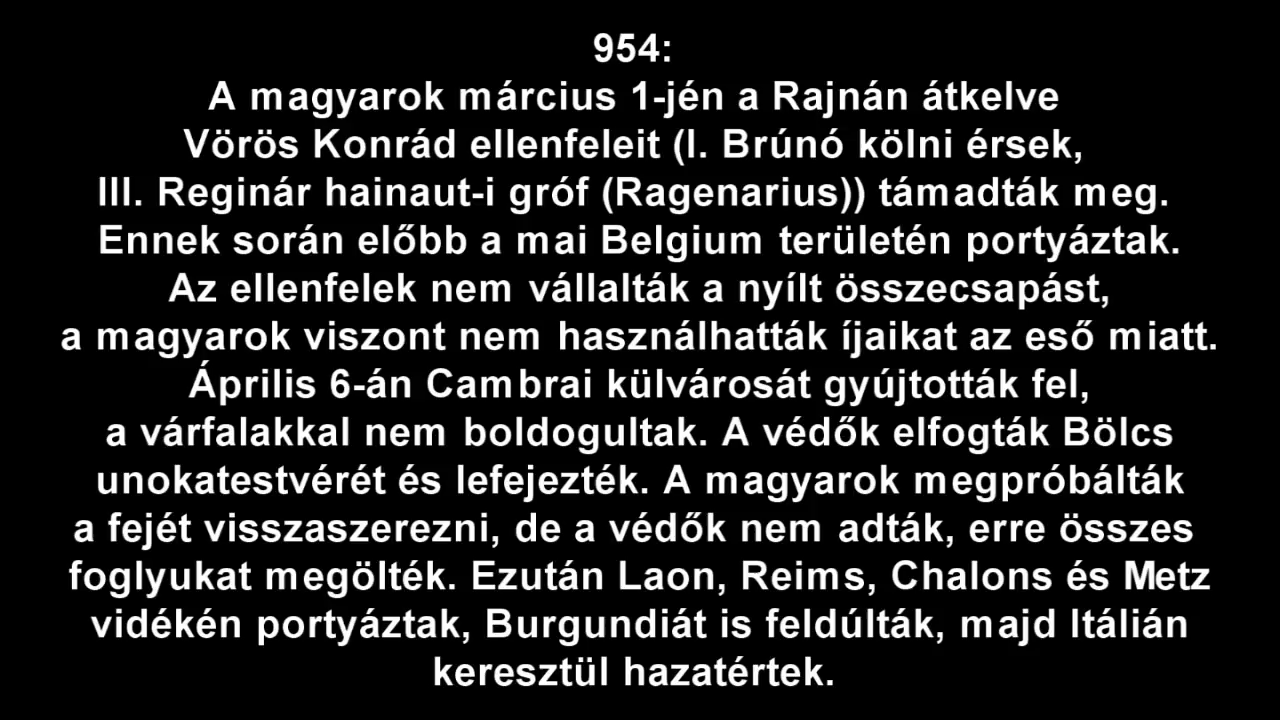 954:
A magyarok március 1-jén a Rajnán átkelve
Vörös Konrád ellenfeleit (I. Brúnó kölni érsek,
III. Reginár hainaut-i gróf (Ragenarius)) támadták meg.
Ennek során előbb a mai Belgium területén portyáztak.
Az ellenfelek nem vállalták a nyílt összecsapást,
a magyarok viszont nem használhatták íjaikat az eső miatt.
Április 6-án Cambrai külvárosát gyújtották fel,
a várfalakkal nem boldogultak. A védők elfogták Bölcs
unokatestvérét és lefejezték. A magyarok megpróbálták
a fejét visszaszerezni, de a védők nem adták, erre összes
foglyukat megölték. Ezután Laon, Reims, Chalons és Metz
vidékén portyáztak, Burgundiát is feldúlták, majd Itálián
keresztül hazatértek.